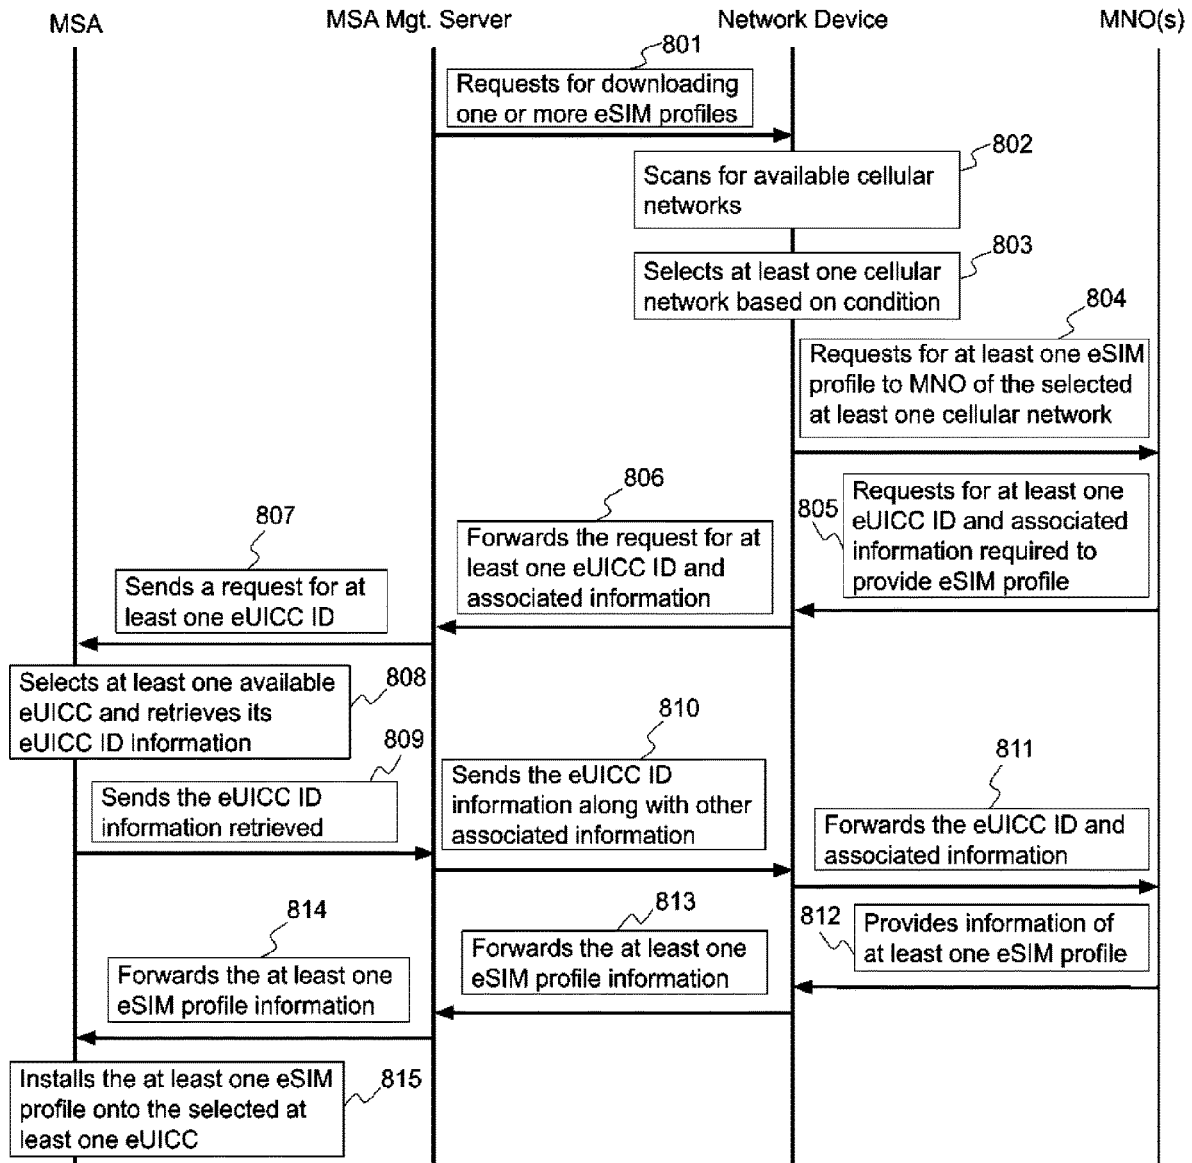 MSA
MSA Mgt. Server
Network Device
MNO(s)
801
Requests for downloading
one or more eSIM profiles
802
Scans for available cellular
networks
803
Selects at least one cellular
network based on condition
804
Requests for at least one eSIM
profile to MNO of the selected
at least one cellular network
805
Requests for at least one
eUICC ID and associated
information required to
provide eSIM profile
806
Forwards the request for at
least one eUICC ID and
associated information
807
Sends a request for at
least one eUICC ID
808
Selects at least one available
eUICC and retrieves its
eUICC ID information
809
Sends the eUICC ID
information retrieved
810
Sends the eUICC ID
information along with other
associated information
811
Forwards the eUICC ID and
associated information
812
Provides information of
at least one eSIM profile
813
Forwards the at least one
eSIM profile information
814
Forwards the at least one
eSIM profile information
815
Installs the at least one eSIM
profile onto the selected at
least one eUICC